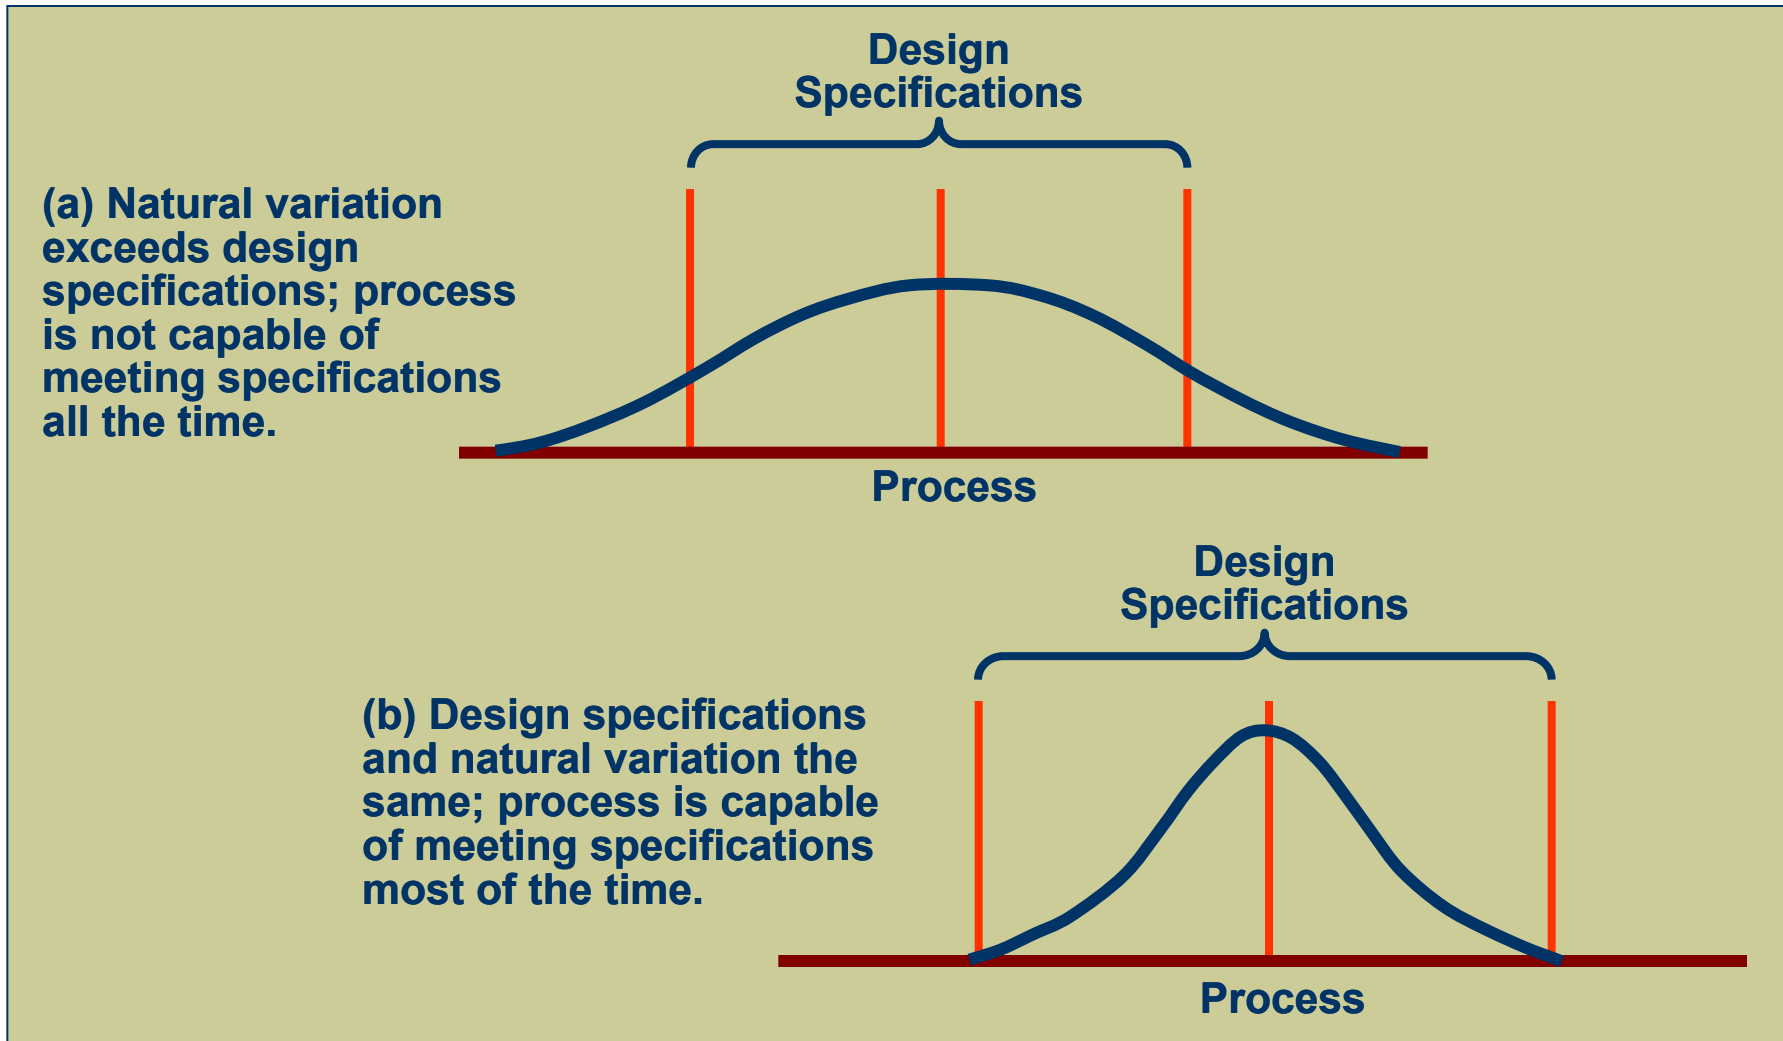 Design
Specifications
(a) Natural variation
exceeds design
specifications; process
is not capable of
meeting specifications
all the time.
Process
Design
Specifications
(b) Design specifications
and natural variation the
same; process is capable
of meeting specifications
most of the time.
Process